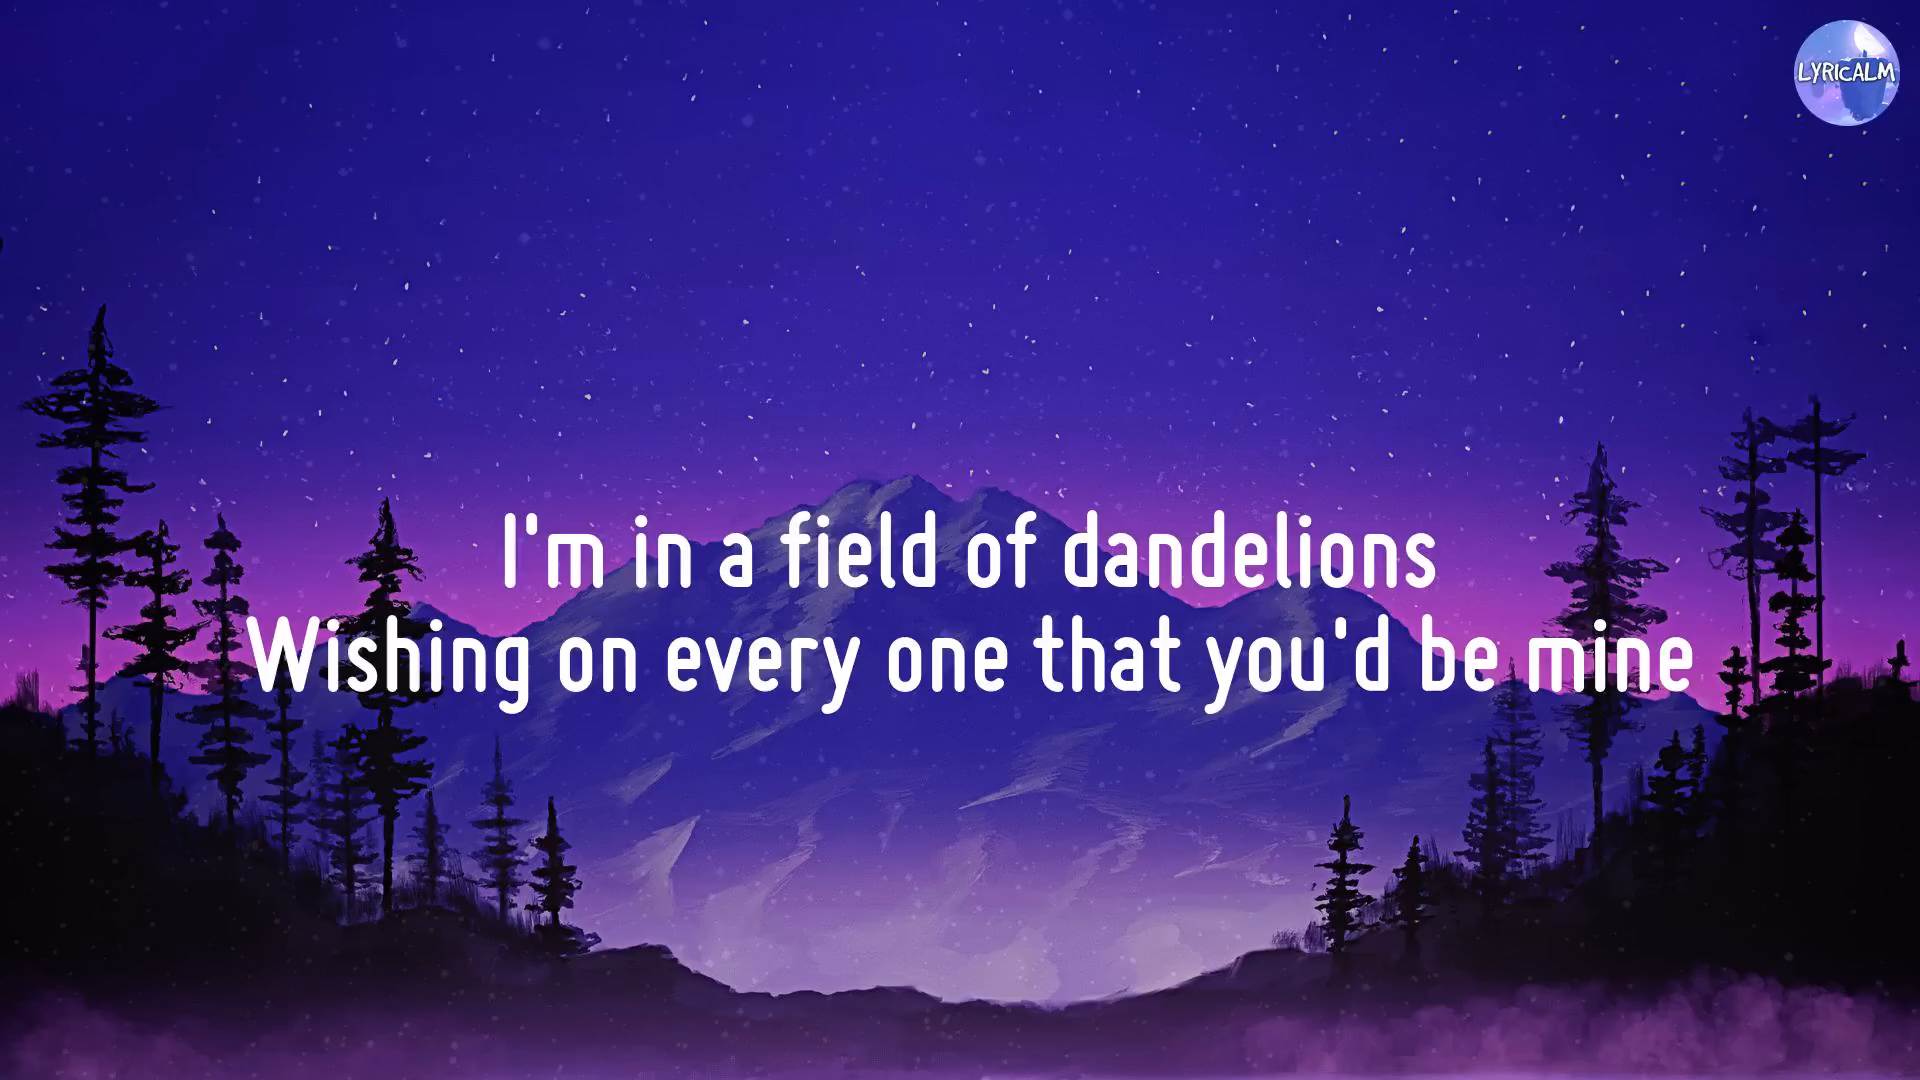 LYRICALM
I'm in a field of dandelions
Wishing on every one that you'd be mine